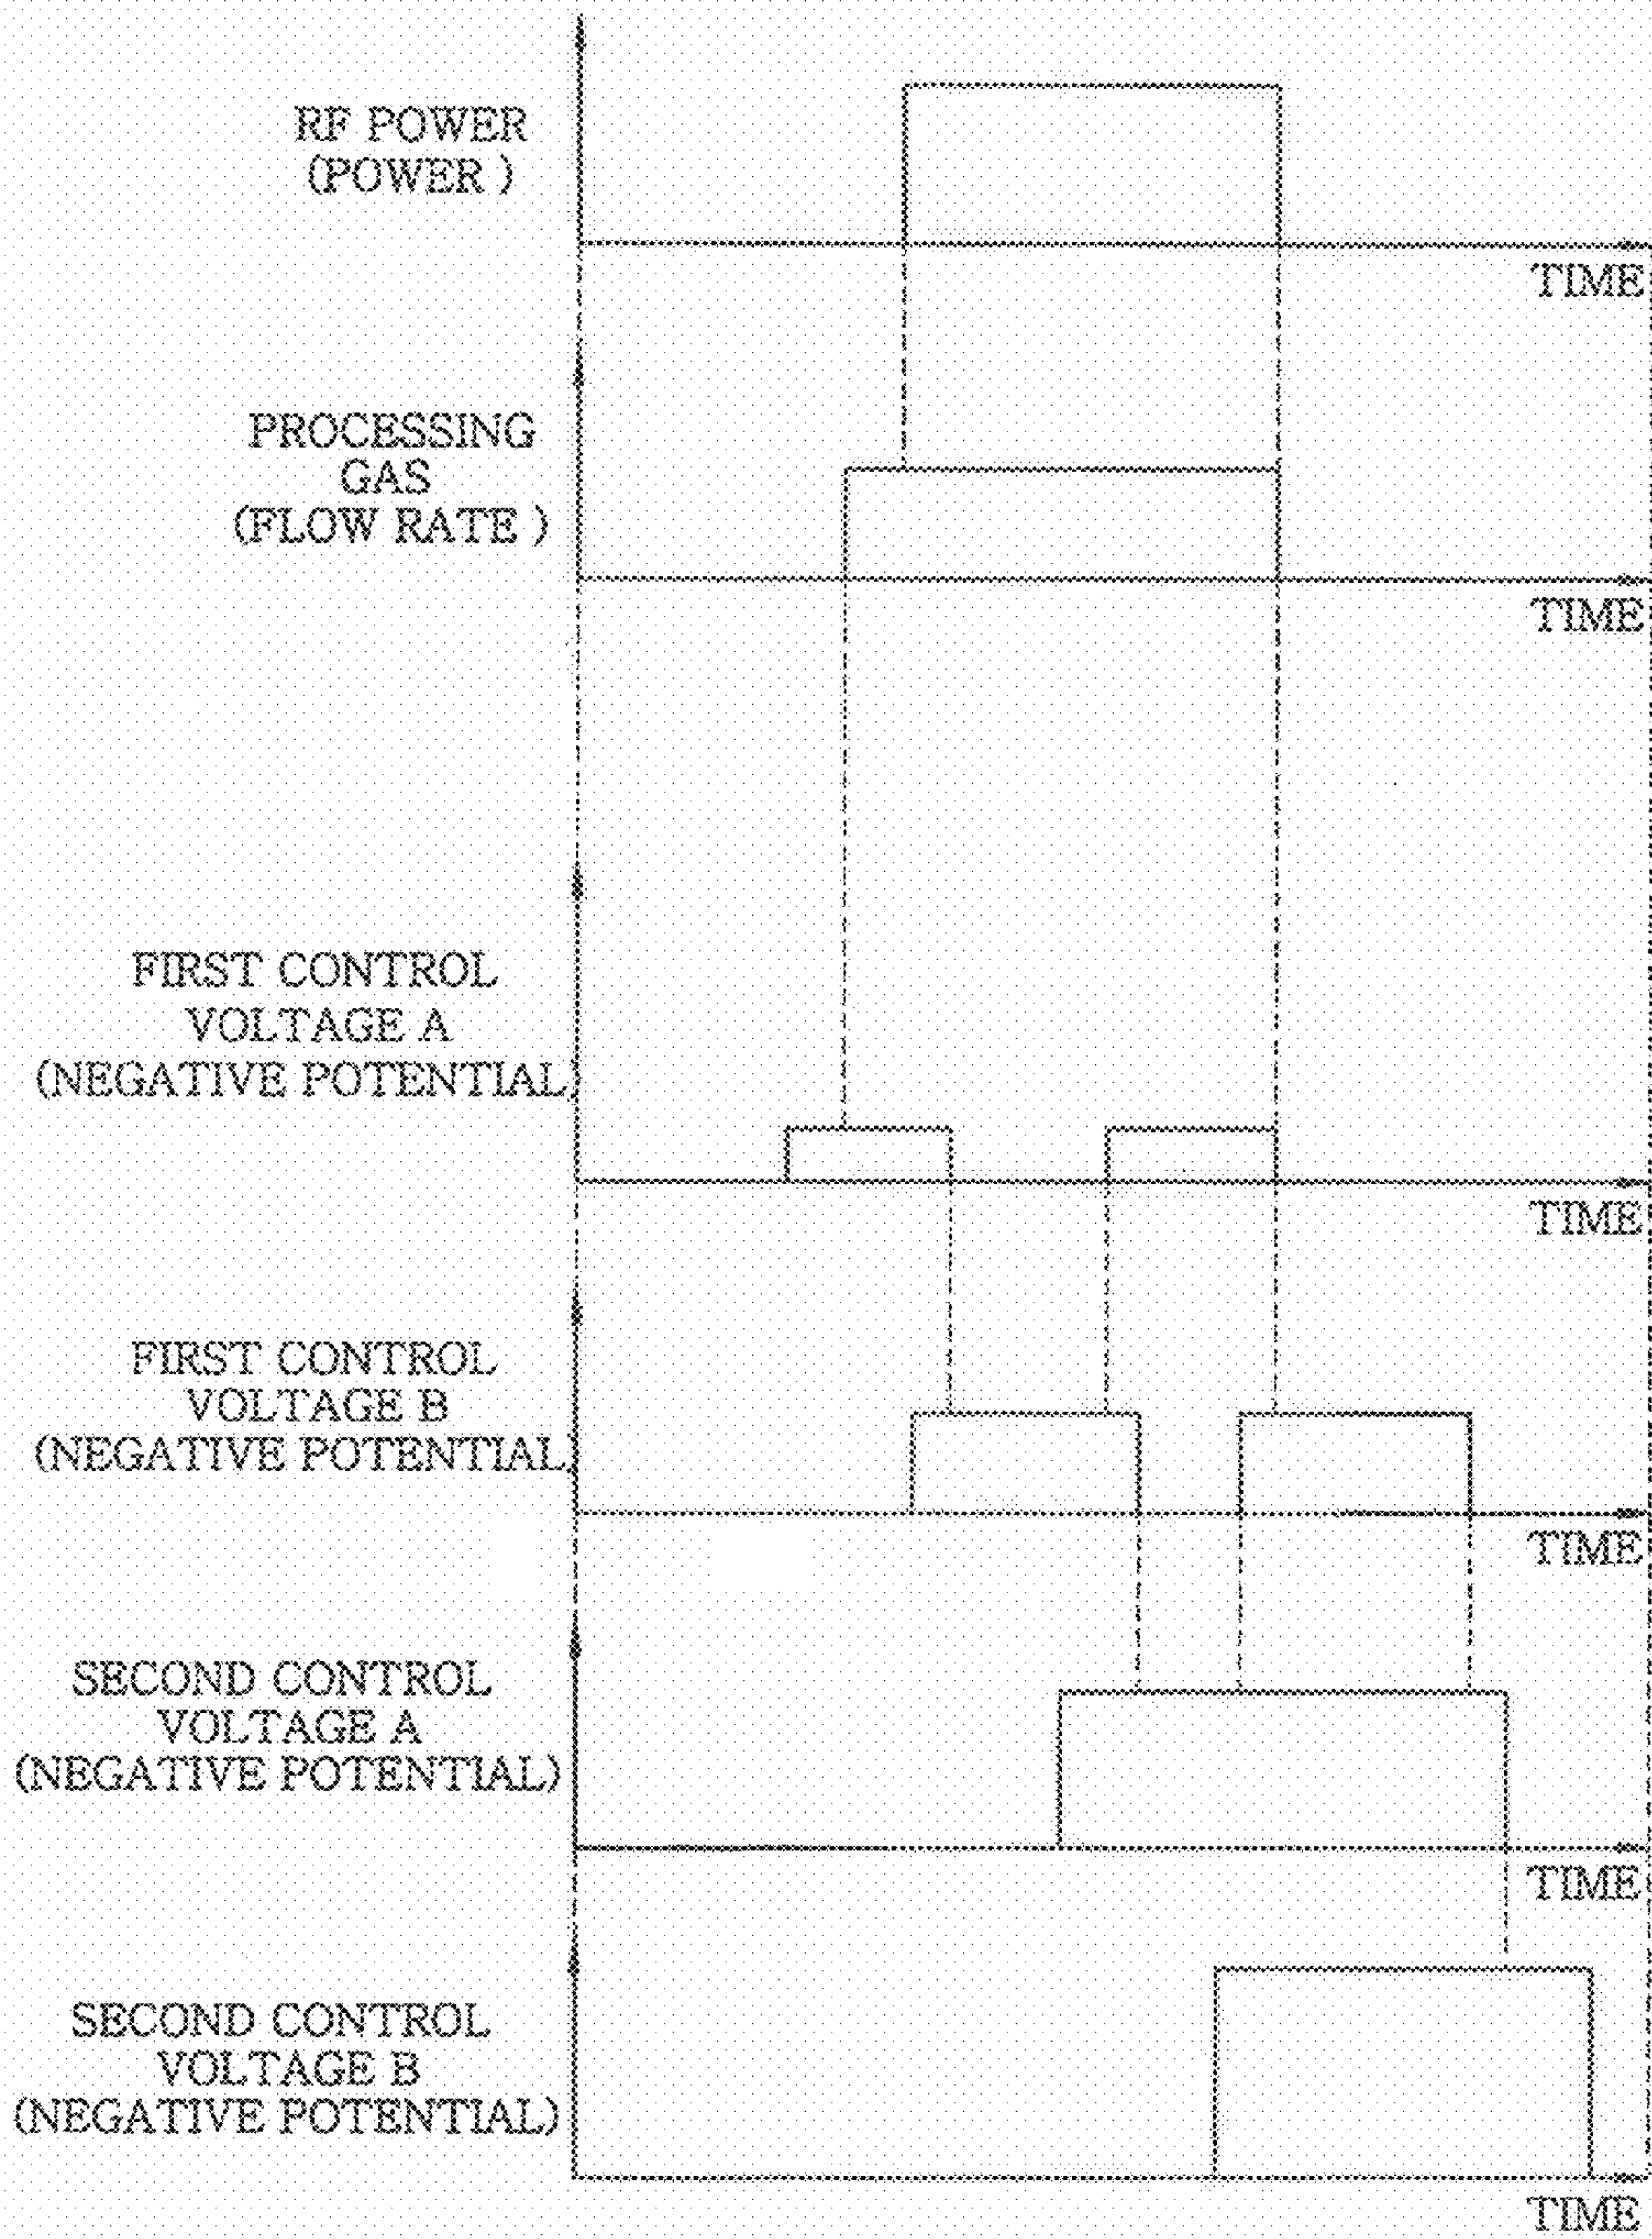 RF POWER
(POWER )
TIME
PROCESSING
GAS
(FLOW RATE )
TIME
FIRST CONTROL
VOLTAGE A
(NEGATIVE POTENTIAL)
TIME
FIRST CONTROL
VOLTAGE B
(NEGATIVE POTENTIAL)
TIME
SECOND CONTROL
VOLTAGE A
(NEGATIVE POTENTIAL)
TIME
SECOND CONTROL
VOLTAGE B
(NEGATIVE POTENTIAL)
TIME